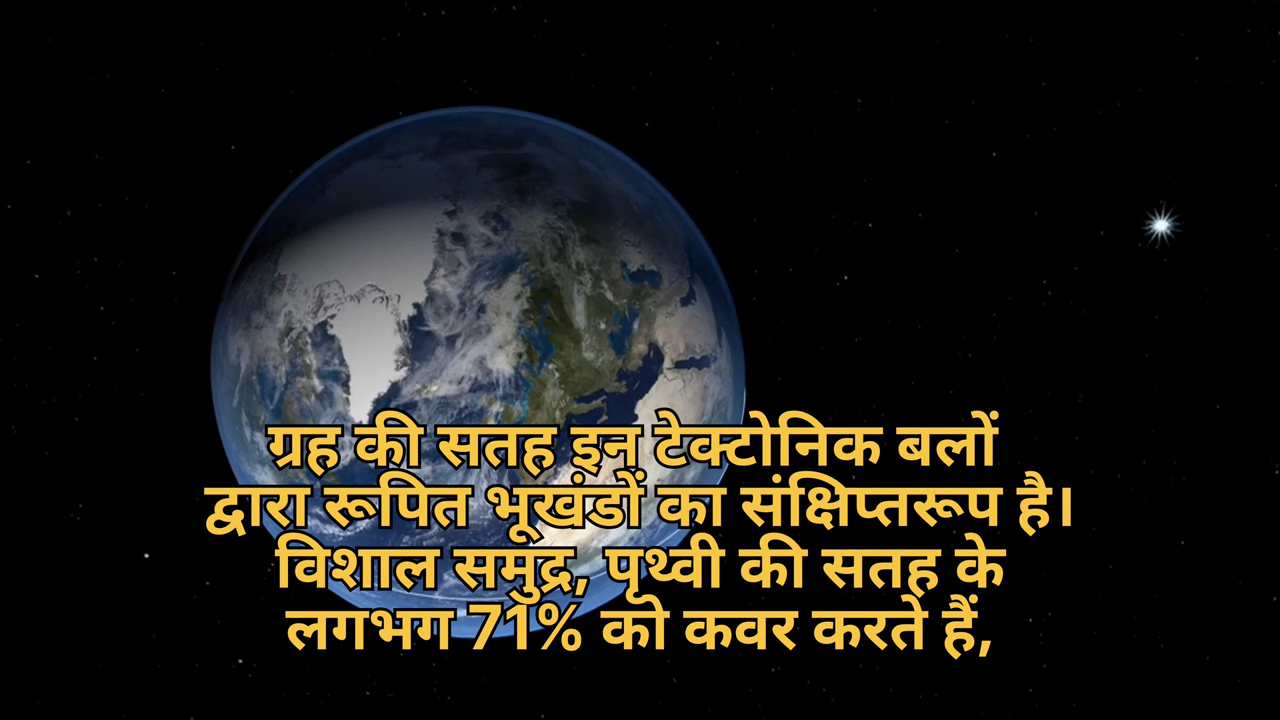 ग्रह की सतह इन टेक्टोनिक बलों
द्वारा रूपित भूखंडों का संक्षिप्तरूप है।
विशाल समुद्र, पृथ्वी की सतह के
लगभग 71% को कवर करते हैं,